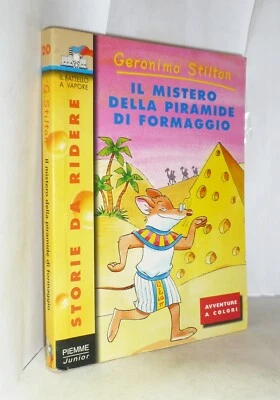 20
G. Stilton
il mistero della piramide di formaggio
IL BATTELLO
A VAPORE
STORIE DA RIDERE
PIEMME
Junior
Geronimo Stilton
IL MISTERO
DELLA PIRAMIDE
DI FORMAGGIO
AVVENTURE
A COLORI